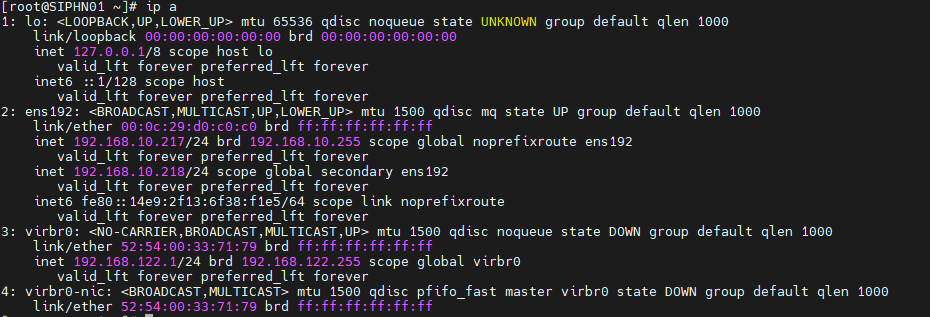 [root@SIPHN01 ~]# ip a
1: lo: <LOOPBACK,UP,LOWER_UP> mtu 65536 qdisc noqueue state UNKNOWN group default qlen 1000
    link/loopback 00:00:00:00:00:00 brd 00:00:00:00:00:00
    inet 127.0.0.1/8 scope host lo
       valid_lft forever preferred_lft forever
    inet6 ::1/128 scope host
       valid_lft forever preferred_lft forever
2: ens192: <BROADCAST,MULTICAST,UP,LOWER_UP> mtu 1500 qdisc mq state UP group default qlen 1000
    link/ether 00:0c:29:d0:c0:c0 brd ff:ff:ff:ff:ff:ff
    inet 192.168.10.217/24 brd 192.168.10.255 scope global noprefixroute ens192
       valid_lft forever preferred_lft forever
    inet 192.168.10.218/24 scope global secondary ens192
       valid_lft forever preferred_lft forever
    inet6 fe80::14e9:2f13:6f38:f1e5/64 scope link noprefixroute
       valid_lft forever preferred_lft forever
3: virbr0: <NO-CARRIER,BROADCAST,MULTICAST,UP> mtu 1500 qdisc noqueue state DOWN group default qlen 1000
    link/ether 52:54:00:33:71:79 brd ff:ff:ff:ff:ff:ff
    inet 192.168.122.1/24 brd 192.168.122.255 scope global virbr0
       valid_lft forever preferred_lft forever
4: virbr0-nic: <BROADCAST,MULTICAST> mtu 1500 qdisc pfifo_fast master virbr0 state DOWN group default qlen 1000
    link/ether 52:54:00:33:71:79 brd ff:ff:ff:ff:ff:ff